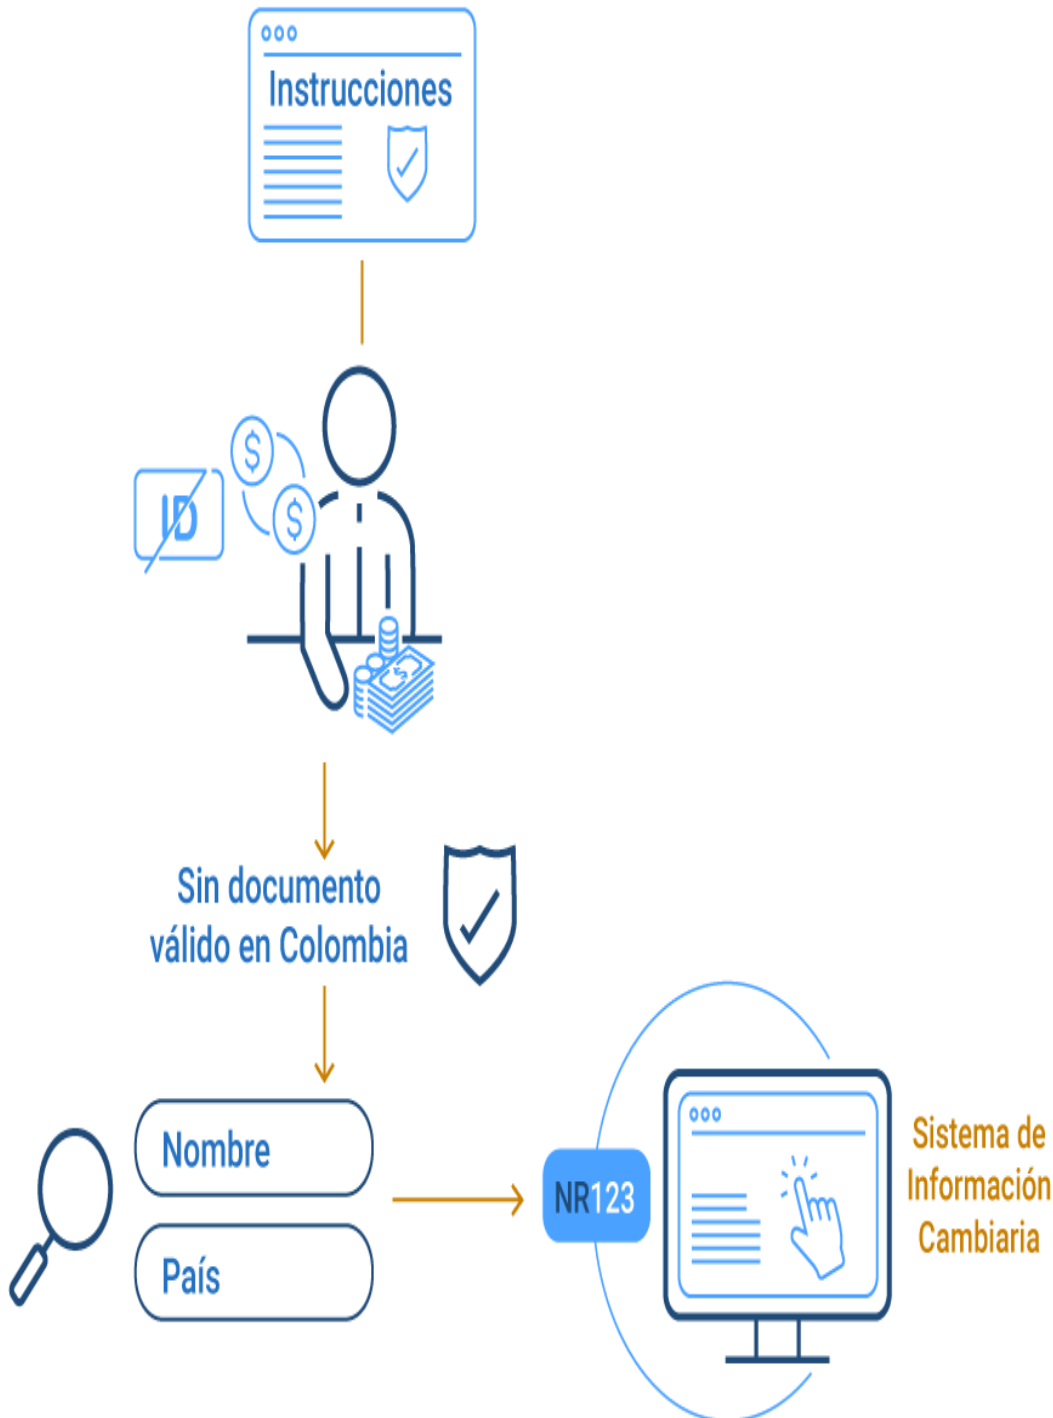 Instrucciones
$
$
ID
Sin documento
válido en Colombia
Nombre
País
NR123
Sistema de
Información
Cambiaria